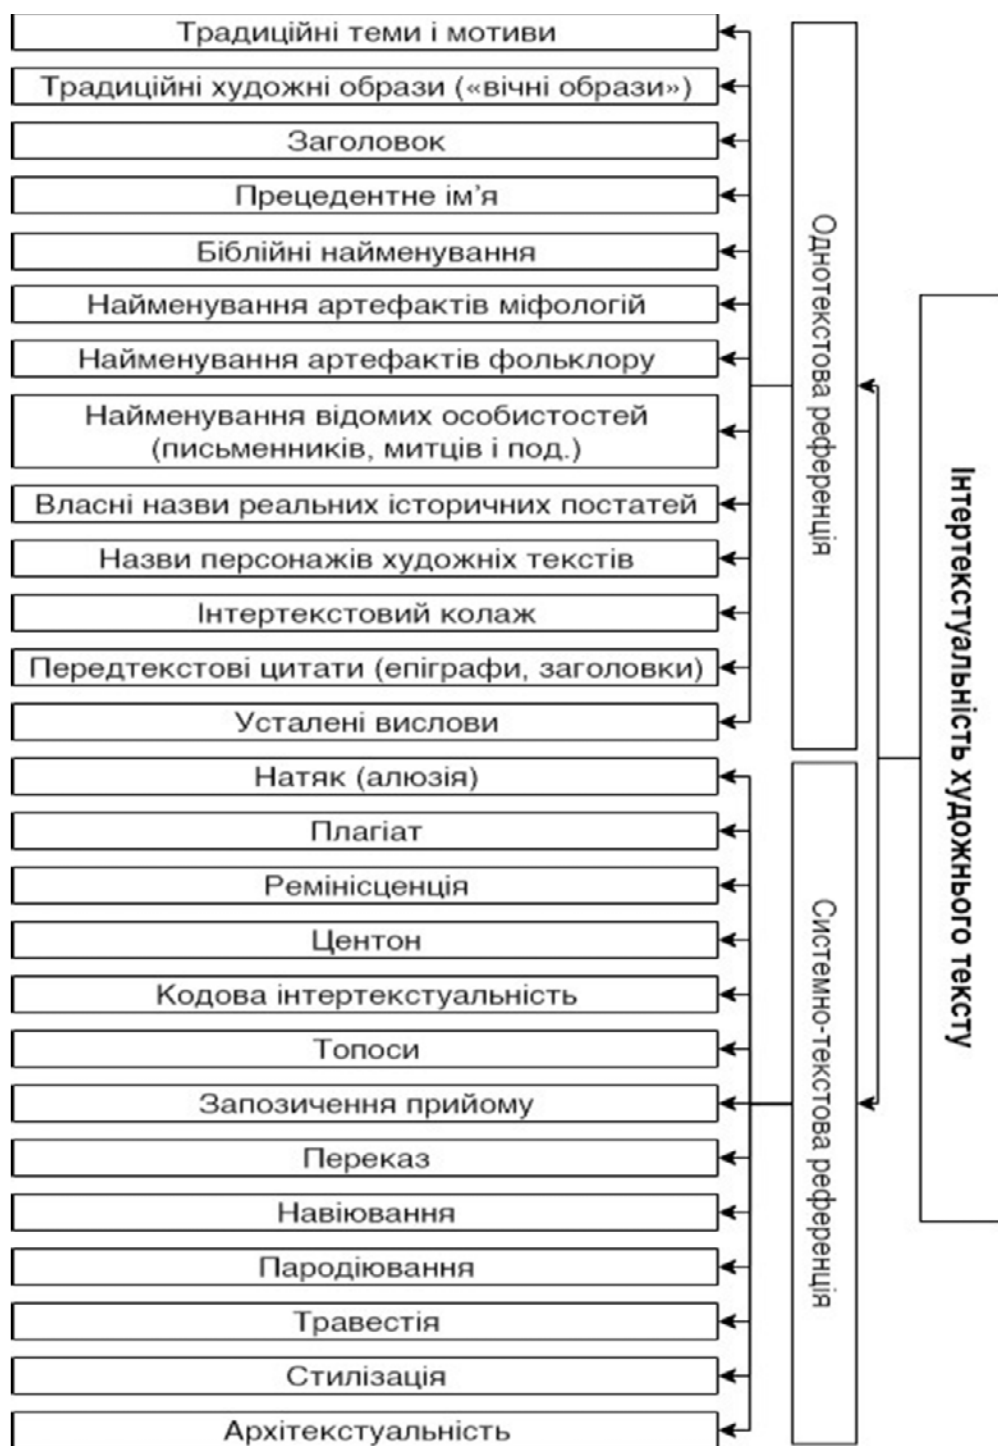 Інтертекстуальність художнього тексту
Однотекстова референція
Традиційні теми і мотиви
Традиційні художні образи («вічні образи»)
Заголовок
Прецедентне ім’я
Біблійні найменування
Найменування артефактів міфологій
Найменування артефактів фольклору
Найменування відомих особистостей
(письменників, митців і под.)
Власні назви реальних історичних постатей
Назви персонажів художніх текстів
Інтертекстовий колаж
Передтекстові цитати (епіграфи, заголовки)
Усталені вислови
Системно-текстова референція
Натяк (алюзія)
Плагіат
Ремінісценція
Центон
Кодова інтертекстуальність
Топоси
Запозичення прийому
Переказ
Навіювання
Пародіювання
Травестія
Стилізація
Архітекстуальність